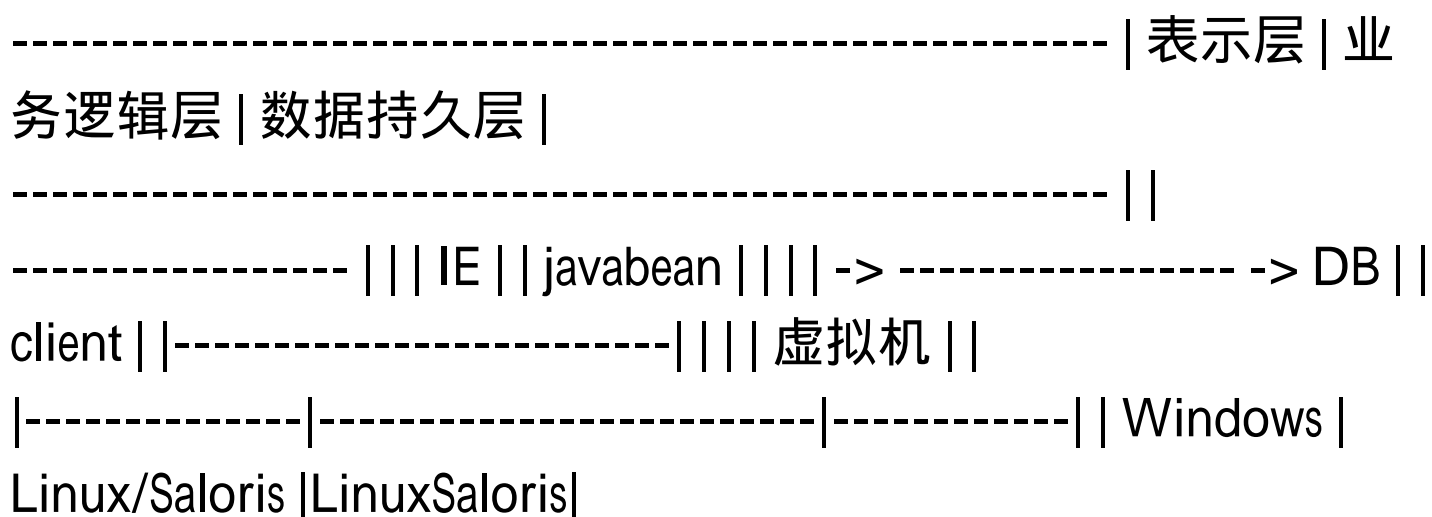 ------------------------------------------------------- | 表示层 | 业
务逻辑层 | 数据持久层 |
------------------------------------------------------- | |
----------------- | | | IE | | javabean | | | | -> ----------------- -> DB | |
client | |-------------------------| | | | 虚拟机 | |
|--------------|-------------------------|------------| | Windows |
Linux/Saloris |LinuxSaloris|